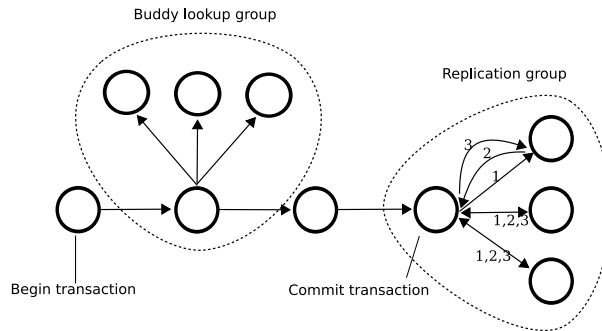 Buddy lookup group
Replication group
3
2
1
1,2,3
1,2,3
Begin transaction
Commit transaction